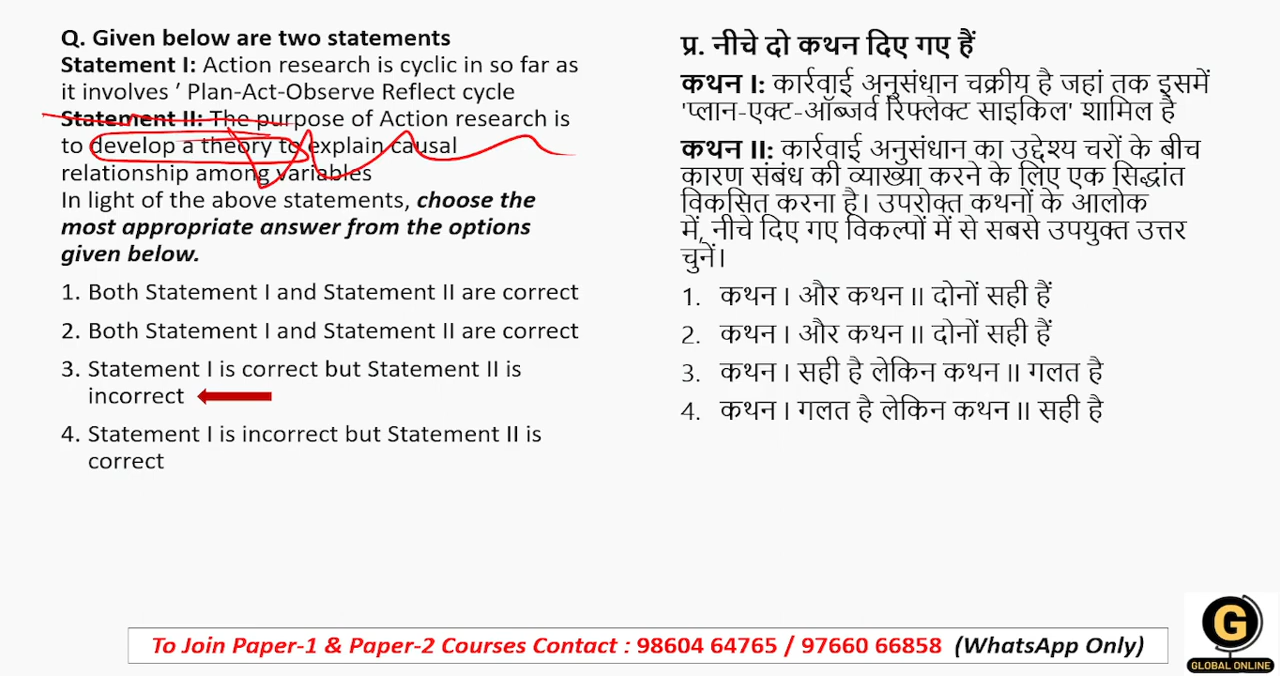 Q. Given below are two statements
Statement I: Action research is cyclic in so far as
it involves ’ Plan-Act-Observe Reflect cycle
Statement II: The purpose of Action research is
to develop a theory to explain causal
relationship among variables
In light of the above statements, choose the
most appropriate answer from the options
given below.
1. Both Statement I and Statement II are correct
2. Both Statement I and Statement II are correct
3. Statement I is correct but Statement II is
incorrect
4. Statement I is incorrect but Statement II is
correct
प्र. नीचे दो कथन दिए गए हैं
कथन I: कार्रवाई अनुसंधान चक्रीय है जहां तक इसमें
'प्लान-एक्ट-ऑब्जर्व रिफ्लेक्ट साइकिल' शामिल है
कथन II: कार्रवाई अनुसंधान का उद्देश्य चरों के बीच
कारण संबंध की व्याख्या करने के लिए एक सिद्धांत
विकसित करना है। उपरोक्त कथनों के आलोक
में, नीचे दिए गए विकल्पों में से सबसे उपयुक्त उत्तर
चुनें।
1. कथन I और कथन II दोनों सही हैं
2. कथन I और कथन II दोनों सही हैं
3. कथन I सही है लेकिन कथन II गलत है
4. कथन I गलत है लेकिन कथन II सही है
To Join Paper-1 & Paper-2 Courses Contact : 98604 64765 / 97660 66858 (WhatsApp Only)
G
GLOBAL ONLINE